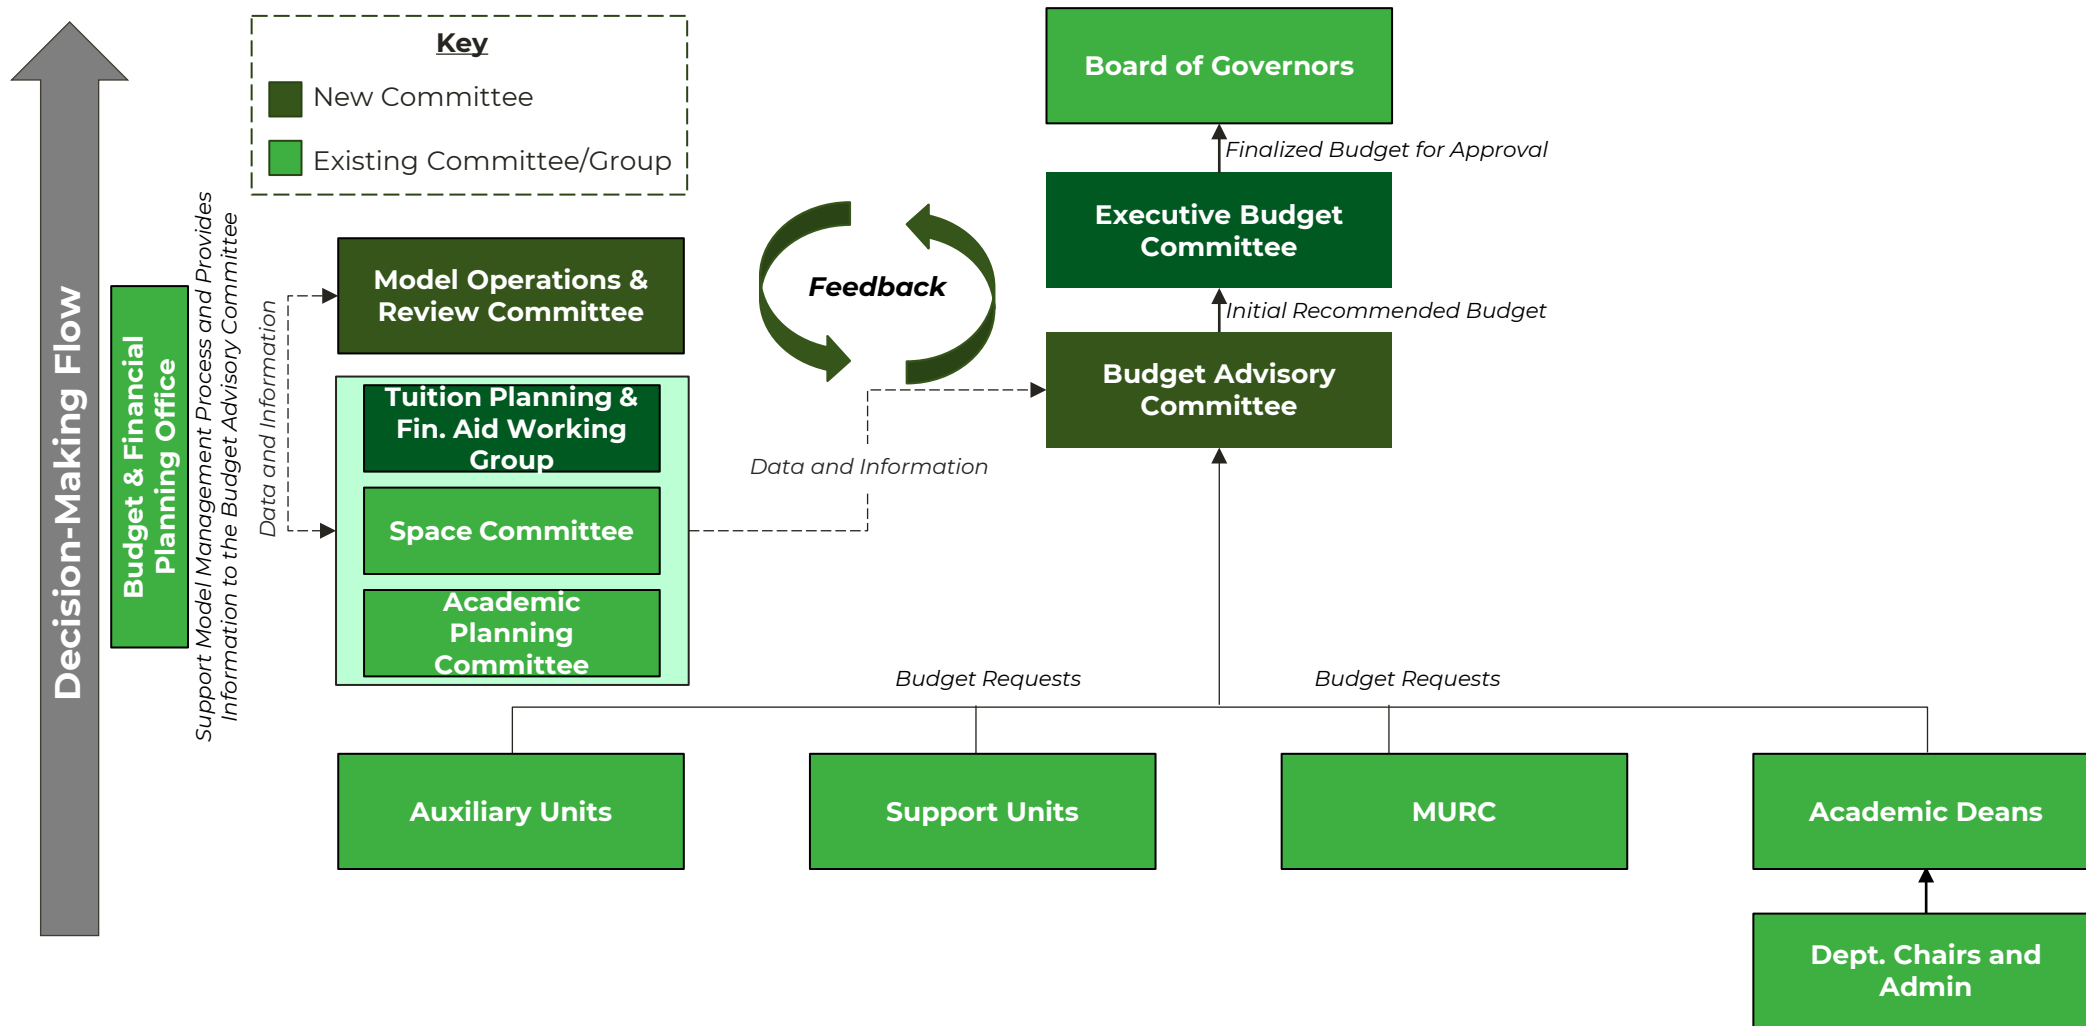 Key
New Committee
Existing Committee/Group
Decision-Making Flow
Budget & Financial
Planning Office
Support Model Management Process and Provides
Information to the Budget Advisory Committee
Data and Information
Model Operations &
Review Committee
Tuition Planning &
Fin. Aid Working
Group
Space Committee
Academic
Planning
Committee
Feedback
Data and Information
Board of Governors
Finalized Budget for Approval
Executive Budget
Committee
Initial Recommended Budget
Budget Advisory
Committee
Budget Requests
Budget Requests
Auxiliary Units
Support Units
MURC
Academic Deans
Dept. Chairs and
Admin